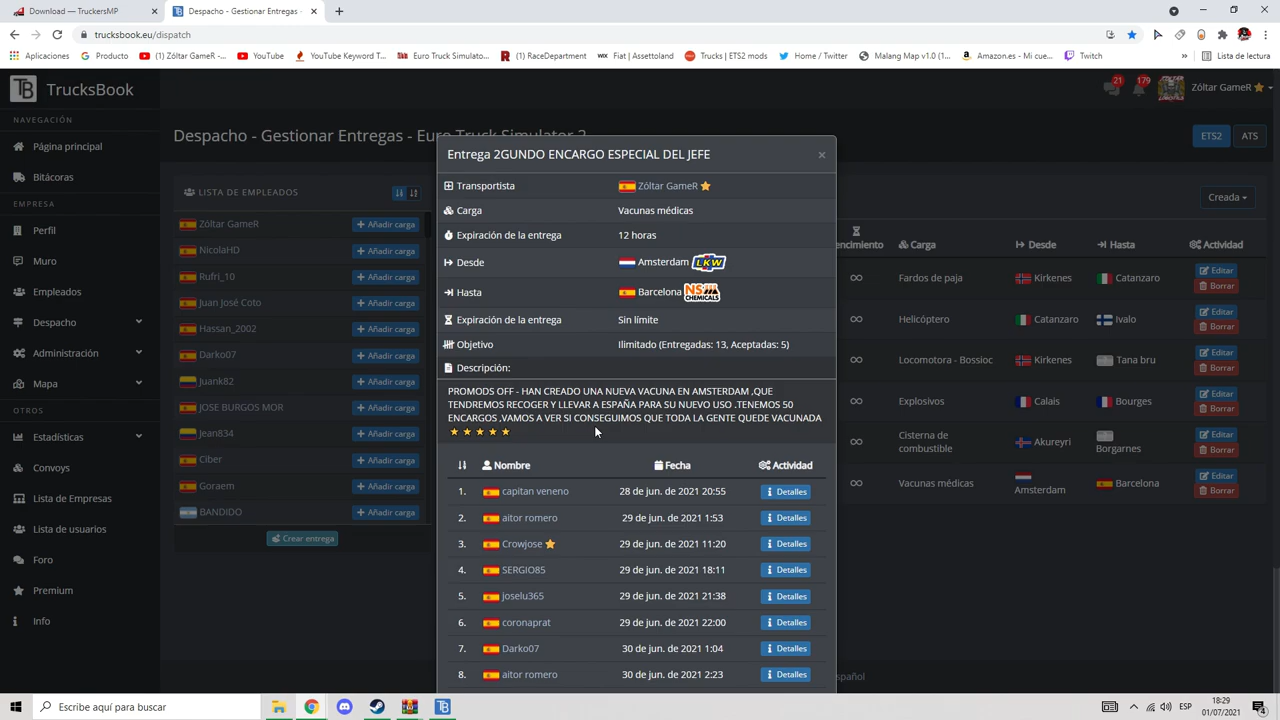 Download — TruckersMP
Despacho - Gestionar Entregas -
trucksbook.eu/dispatch
Aplicaciones
Producto
(1) Zóltar GameR -...
YouTube
YouTube Keyword T...
Euro Truck Simulato...
(1) RaceDepartment
Fiat | Assettoland
Trucks | ETS2 mods
Home / Twitter
Malang Map v1.0 (1...
Amazon.es - Mi cue...
Twitch
»
Lista de lectura
TB TrucksBook
21
179
Zóltar GameR
NAVEGACIÓN
Página principal
Bitácoras
EMPRESA
Perfil
Muro
Empleados
Despacho
Administración
Mapa
OTROS
Estadísticas
Convoys
Lista de Empresas
Lista de usuarios
Foro
Premium
Info
Despacho - Gestionar Entregas - Euro Truck Simulator 2
ETS2
ATS
LISTA DE EMPLEADOS
Zóltar GameR
Añadir carga
NicolaHD
Añadir carga
Rufri_10
Añadir carga
Juan José Coto
Añadir carga
Hassan_2002
Añadir carga
Darko07
Añadir carga
Juank82
Añadir carga
JOSE BURGOS MOR
Añadir carga
Jean834
Añadir carga
Ciber
Añadir carga
Goraem
Añadir carga
BANDIDO
Añadir carga
Crear entrega
Entrega 2GUNDO ENCARGO ESPECIAL DEL JEFE
×
Transportista
Zóltar GameR
Carga
Vacunas médicas
Expiración de la entrega
12 horas
Desde
Amsterdam LKW
Hasta
Barcelona NS CHEMICALS
Expiración de la entrega
Sin límite
Objetivo
Ilimitado (Entregadas: 13, Aceptadas: 5)
Descripción:
PROMODS OFF - HAN CREADO UNA NUEVA VACUNA EN AMSTERDAM ,QUE
TENDREMOS RECOGER Y LLEVAR A ESPAÑA PARA SU NUEVO USO .TENEMOS 50
ENCARGOS ,VAMOS A VER SI CONSEGUIMOS QUE TODA LA GENTE QUEDE VACUNADA
Nombre
Fecha
Actividad
1. capitan veneno 28 de jun. de 2021 20:55 Detalles
2. aitor romero 29 de jun. de 2021 1:53 Detalles
3. Crowjose 29 de jun. de 2021 11:20 Detalles
4. SERGIO85 29 de jun. de 2021 18:11 Detalles
5. Joselu365 29 de jun. de 2021 21:38 Detalles
6. coronaprat 29 de jun. de 2021 22:00 Detalles
7. Darko07 30 de jun. de 2021 1:04 Detalles
8. aitor romero 30 de jun. de 2021 2:23 Detalles
Creada
Carga
Desde
Hasta
Actividad
Fardos de paja
Kirkenes
Catanzaro
Editar
Borrar
Helicóptero
Catanzaro
Ivalo
Editar
Borrar
Locomotora - Bossloc
Kirkenes
Tana bru
Editar
Borrar
Explosivos
Calais
Bourges
Editar
Borrar
Cisterna de
combustible
Akureyri
Borgarnes
Editar
Borrar
Vacunas médicas
Amsterdam
Barcelona
Editar
Borrar
Escribe aquí para buscar
TB
ESP
18:29
01/07/2021
4